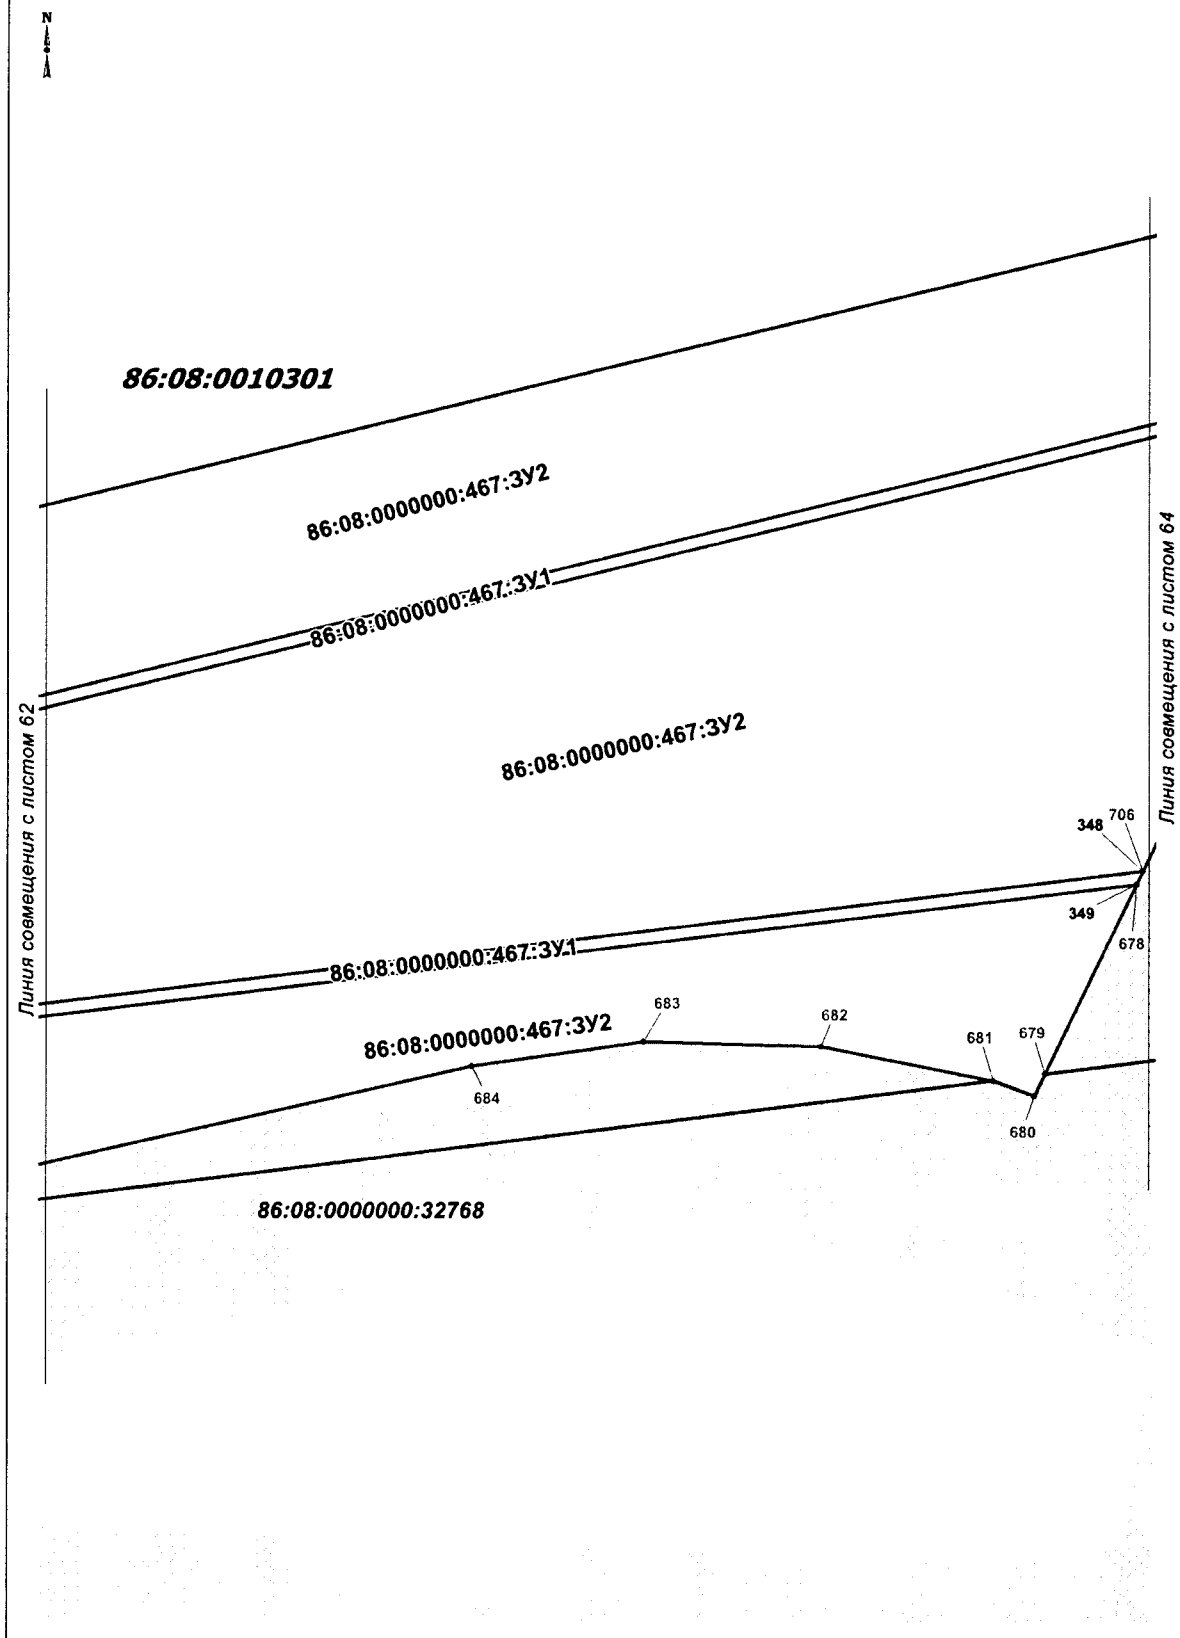 N
86:08:0010301
86:08:0000000:467:ЗУ2
86:08:0000000:467:ЗУ1
Линия совмещения с листом 62
Линия совмещения с листом 64
86:08:0000000:467:ЗУ2
348
706
349
678
86:08:0000000:467:ЗУ1
86:08:0000000:467:ЗУ2
683
682
681
679
684
680
86:08:0000000:32768